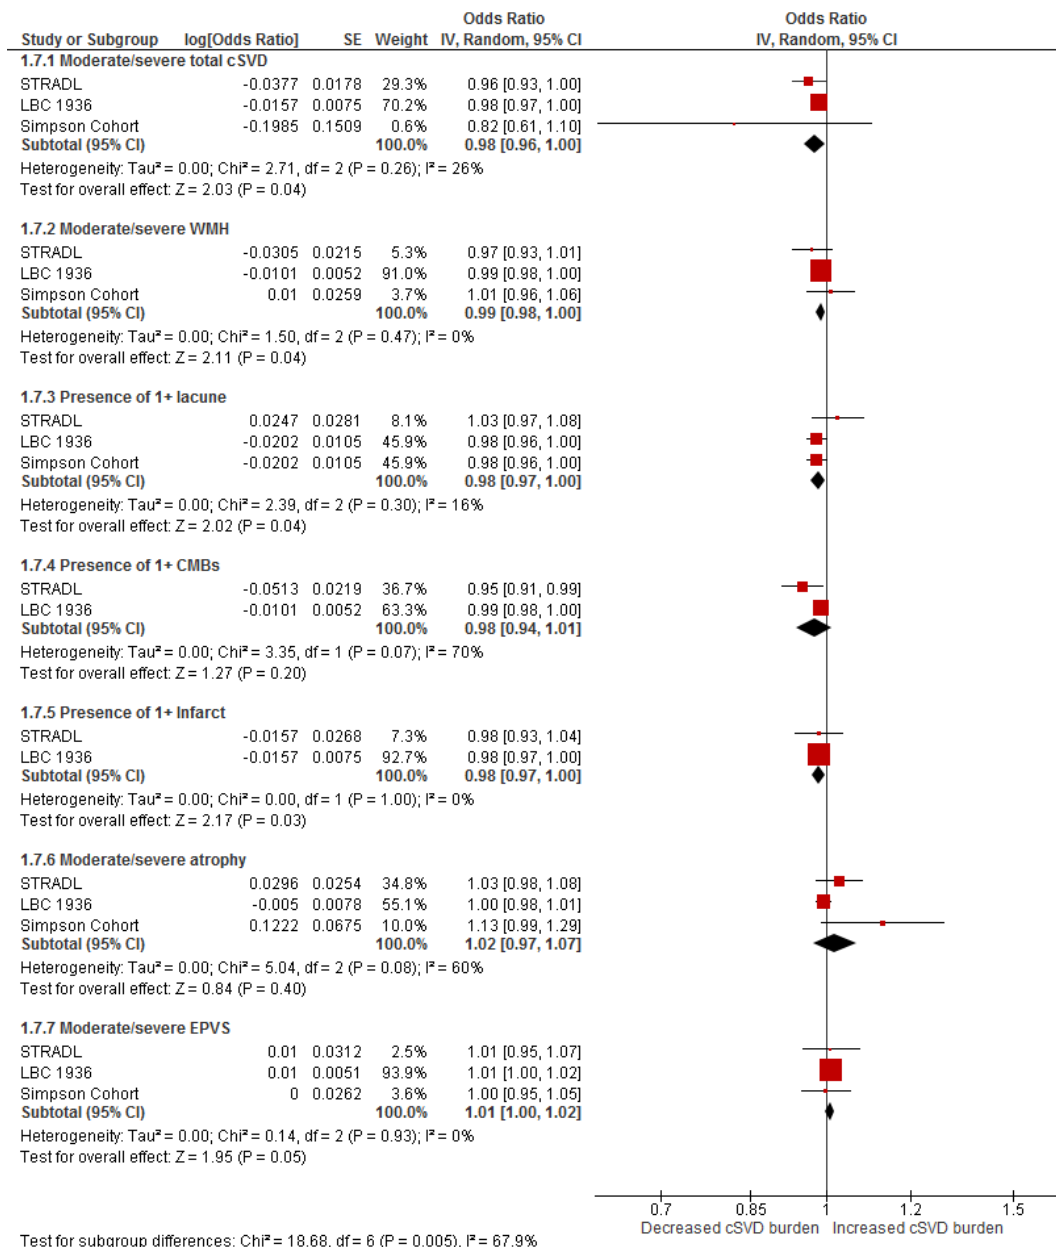 Odds Ratio Odds Ratio
Study or Subgroup log[Odds Ratio] SE Weight IV, Random, 95% CI IV, Random, 95% CI
1.7.1 Moderate/severe total cSVD
STRADL -0.0377 0.0178 29.3% 0.96 [0.93, 1.00]
LBC 1936 -0.0157 0.0075 70.2% 0.98 [0.97, 1.00]
Simpson Cohort -0.1985 0.1509 0.6% 0.82 [0.61, 1.10]
Subtotal (95% CI) 100.0% 0.98 [0.96, 1.00]
Heterogeneity: Tau² = 0.00; Chi² = 2.71, df = 2 (P = 0.26); I² = 26%
Test for overall effect: Z = 2.03 (P = 0.04)
1.7.2 Moderate/severe WMH
STRADL -0.0305 0.0215 5.3% 0.97 [0.93, 1.01]
LBC 1936 -0.0101 0.0052 91.0% 0.99 [0.98, 1.00]
Simpson Cohort 0.01 0.0259 3.7% 1.01 [0.96, 1.06]
Subtotal (95% CI) 100.0% 0.99 [0.98, 1.00]
Heterogeneity: Tau² = 0.00; Chi² = 1.50, df = 2 (P = 0.47); I² = 0%
Test for overall effect: Z = 2.11 (P = 0.04)
1.7.3 Presence of 1+ lacune
STRADL 0.0247 0.0281 8.1% 1.03 [0.97, 1.08]
LBC 1936 -0.0202 0.0105 45.9% 0.98 [0.96, 1.00]
Simpson Cohort -0.0202 0.0105 45.9% 0.98 [0.96, 1.00]
Subtotal (95% CI) 100.0% 0.98 [0.97, 1.00]
Heterogeneity: Tau² = 0.00; Chi² = 2.39, df = 2 (P = 0.30); I² = 16%
Test for overall effect: Z = 2.02 (P = 0.04)
1.7.4 Presence of 1+ CMBs
STRADL -0.0513 0.0219 36.7% 0.95 [0.91, 0.99]
LBC 1936 -0.0101 0.0052 63.3% 0.99 [0.98, 1.00]
Subtotal (95% CI) 100.0% 0.98 [0.94, 1.01]
Heterogeneity: Tau² = 0.00; Chi² = 3.35, df = 1 (P = 0.07); I² = 70%
Test for overall effect: Z = 1.27 (P = 0.20)
1.7.5 Presence of 1+ Infarct
STRADL -0.0157 0.0268 7.3% 0.98 [0.93, 1.04]
LBC 1936 -0.0157 0.0075 92.7% 0.98 [0.97, 1.00]
Subtotal (95% CI) 100.0% 0.98 [0.97, 1.00]
Heterogeneity: Tau² = 0.00; Chi² = 0.00, df = 1 (P = 1.00); I² = 0%
Test for overall effect: Z = 2.17 (P = 0.03)
1.7.6 Moderate/severe atrophy
STRADL 0.0296 0.0254 34.8% 1.03 [0.98, 1.08]
LBC 1936 -0.005 0.0078 55.1% 1.00 [0.98, 1.01]
Simpson Cohort 0.1222 0.0675 10.0% 1.13 [0.99, 1.29]
Subtotal (95% CI) 100.0% 1.02 [0.97, 1.07]
Heterogeneity: Tau² = 0.00; Chi² = 5.04, df = 2 (P = 0.08); I² = 60%
Test for overall effect: Z = 0.84 (P = 0.40)
1.7.7 Moderate/severe EPVS
STRADL 0.01 0.0312 2.5% 1.01 [0.95, 1.07]
LBC 1936 0.01 0.0051 93.9% 1.01 [1.00, 1.02]
Simpson Cohort 0 0.0262 3.6% 1.00 [0.95, 1.05]
Subtotal (95% CI) 100.0% 1.01 [1.00, 1.02]
Heterogeneity: Tau² = 0.00; Chi² = 0.14, df = 2 (P = 0.93); I² = 0%
Test for overall effect: Z = 1.95 (P = 0.05)
0.7 0.85 1 1.2 1.5
Decreased cSVD burden Increased cSVD burden
Test for subgroup differences: Chi² = 18.68, df = 6 (P = 0.005), I² = 67.9%